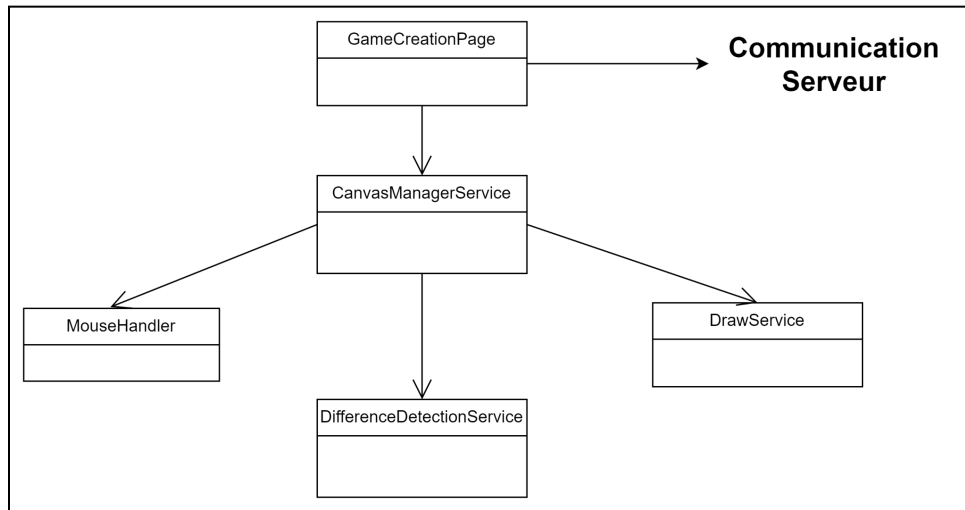 GameCreationPage
Communication
Serveur
CanvasManagerService
MouseHandler
DrawService
DifferenceDetectionService